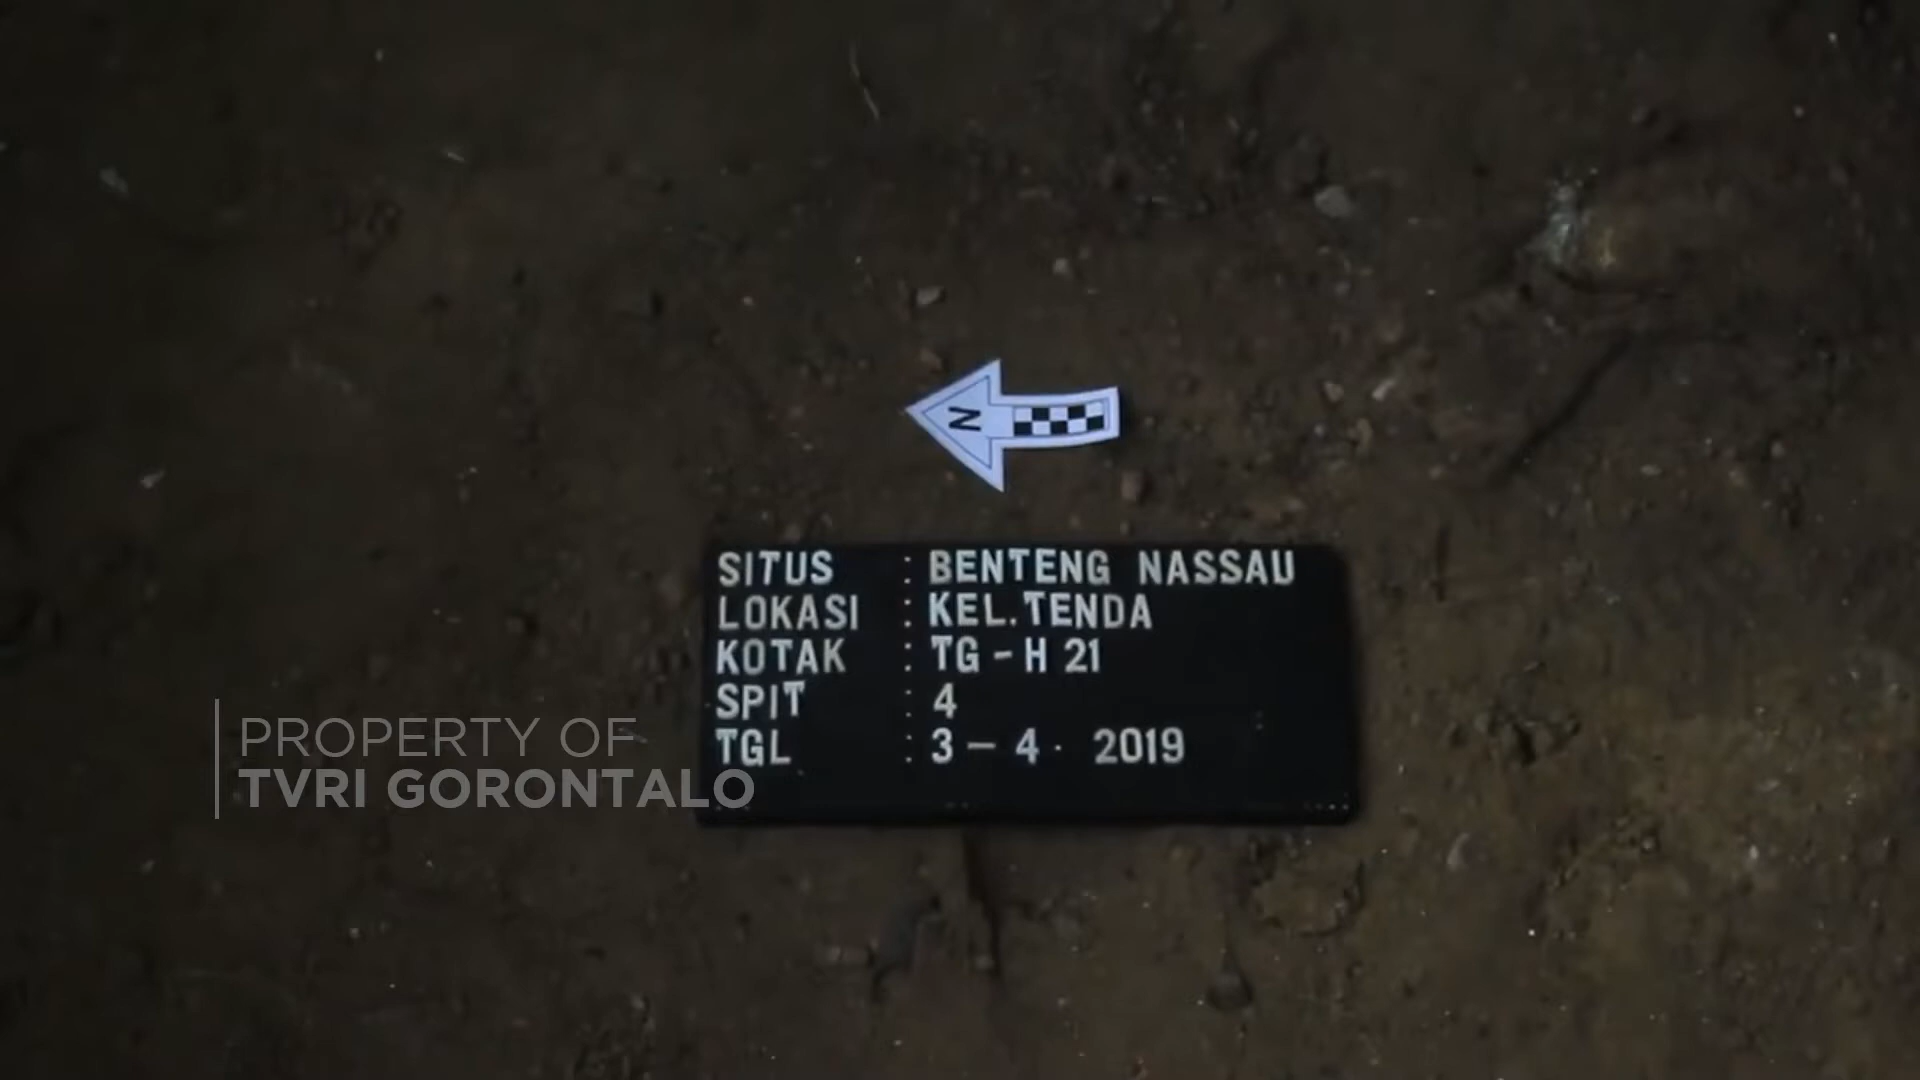 N
SITUS : BENTENG NASSAU
LOKASI : KEL.TENDA
KOTAK : TG - H 21
SPIT : 4
TGL : 3 - 4 · 2019
PROPERTY OF
TVRI GORONTALO